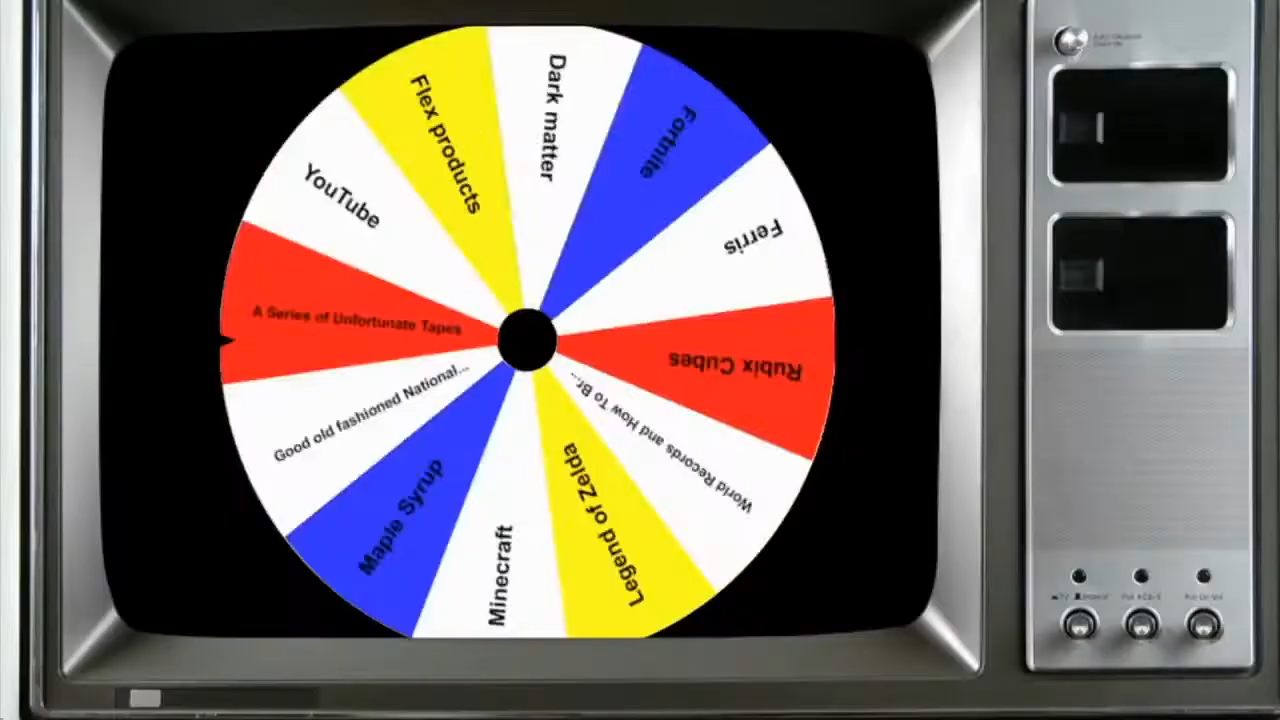 Dark matter
Fortnite
Ferris
Rubix Cubes
World Records and How To Br...
Legend of Zelda
Minecraft
Maple Syrup
Good old fashioned National...
A Series of Unfortunate Tapes
YouTube
Flex products